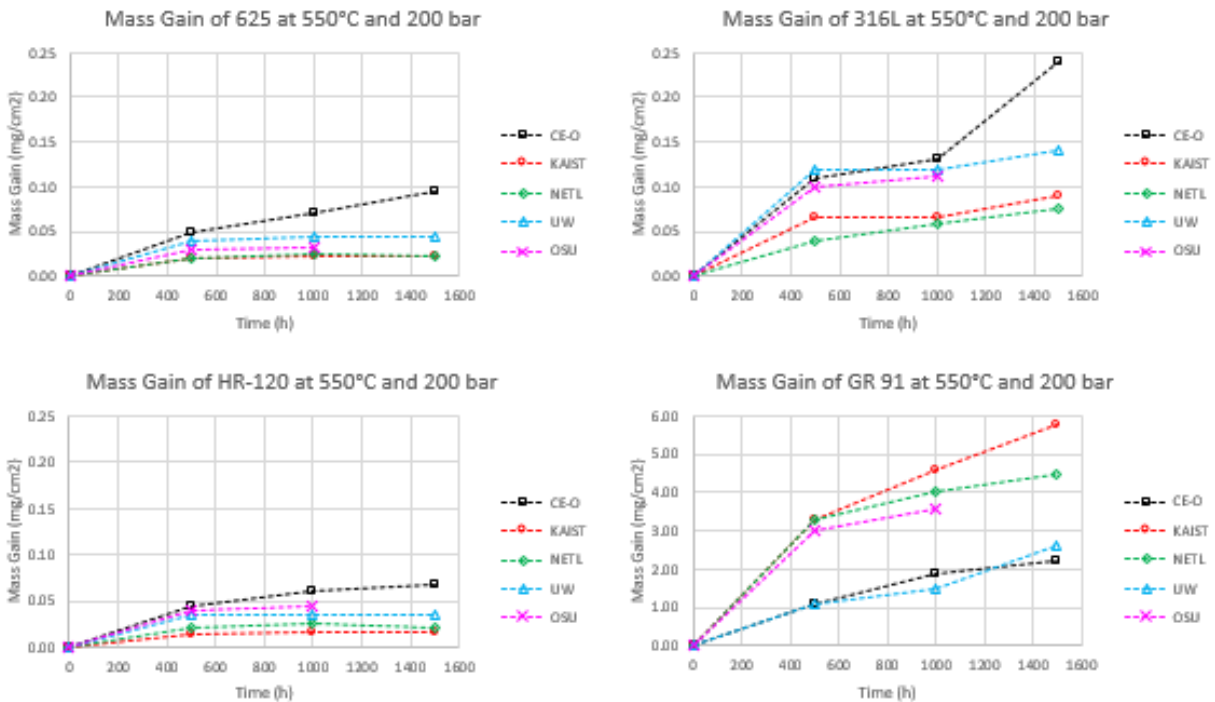 Mass Gain of 625 at 550°C and 200 bar
0.25
0.20
0.15
0.10
0.05
0.00
Mass Gain (mg/cm2)
0 200 400 600 800 1000 1200 1400 1600
Time (h)
CE-O
KAIST
NETL
UW
OSU
Mass Gain of 316L at 550°C and 200 bar
0.25
0.20
0.15
0.10
0.05
0.00
Mass Gain (mg/cm2)
0 200 400 600 800 1000 1200 1400 1600
Time (h)
CE-O
KAIST
NETL
UW
OSU
Mass Gain of HR-120 at 550°C and 200 bar
0.25
0.20
0.15
0.10
0.05
0.00
Mass Gain (mg/cm2)
0 200 400 600 800 1000 1200 1400 1600
Time (h)
CE-O
KAIST
NETL
UW
OSU
Mass Gain of GR 91 at 550°C and 200 bar
6.00
5.00
4.00
3.00
2.00
1.00
0.00
Mass Gain (mg/cm2)
0 200 400 600 800 1000 1200 1400 1600
Time (h)
CE-O
KAIST
NETL
UW
OSU